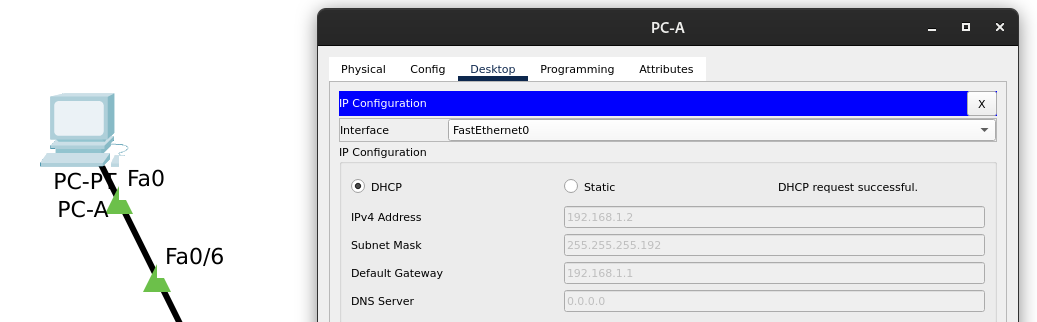 PC-A
Physical Config Desktop Programming Attributes
IP Configuration X
Interface FastEthernet0
IP Configuration
DHCP Static DHCP request successful.
IPv4 Address 192.168.1.2
Subnet Mask 255.255.255.192
Default Gateway 192.168.1.1
DNS Server 0.0.0.0
PC-PT Fa0
PC-A
Fa0/6